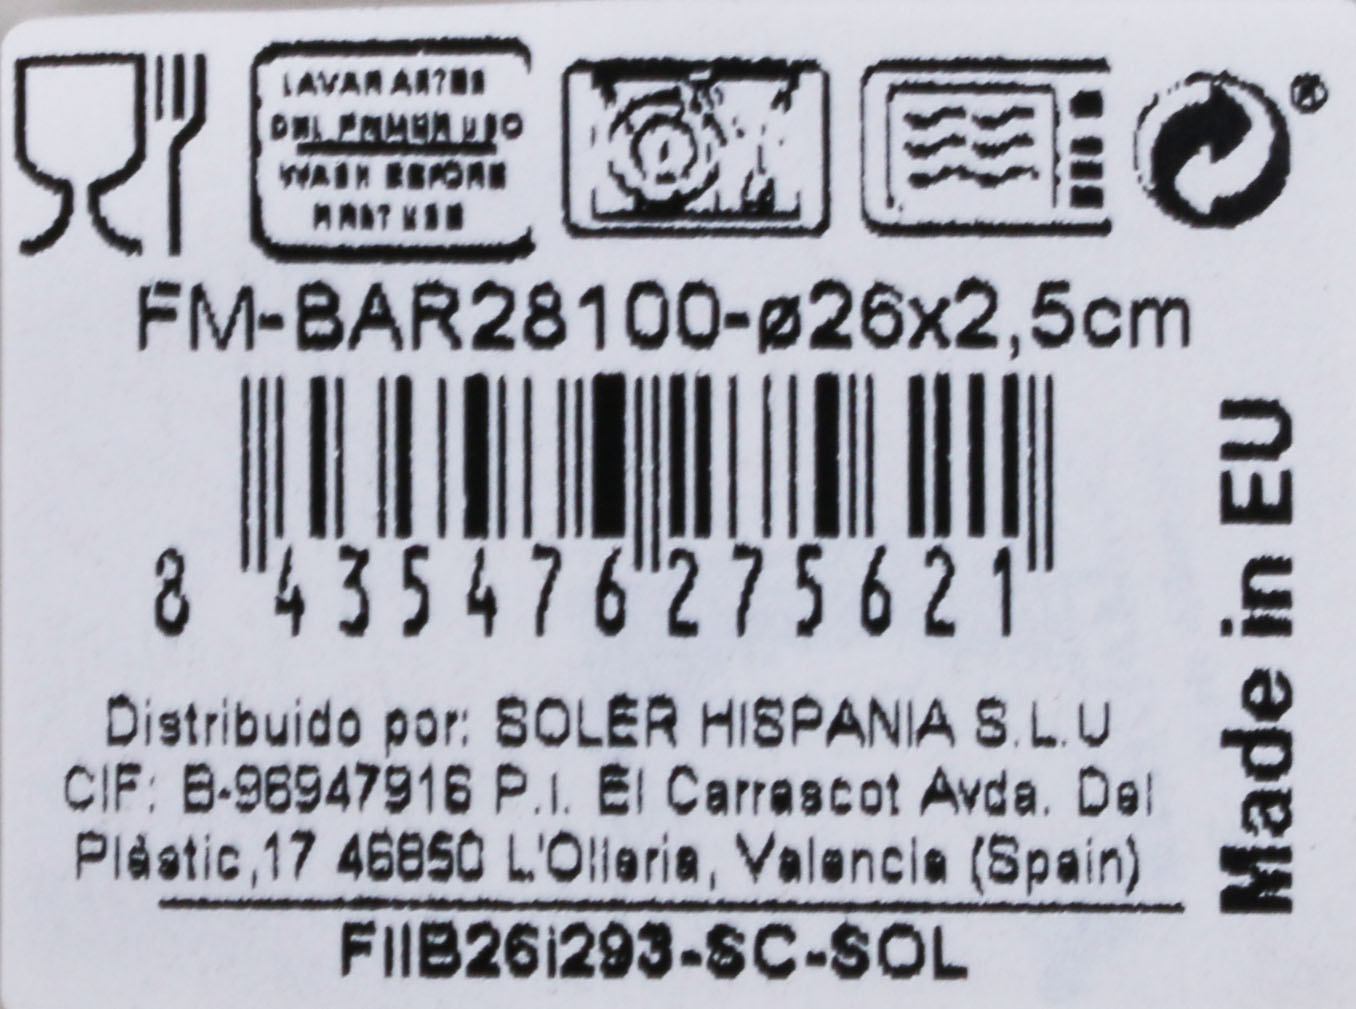 LAVAR ANTES
DEL PRIMER USO
WASH BEFORE
FIRST USE
®
FM-BAR28100-ø26x2,5cm
8 435476 275621
Made in EU
Distribuido por: SOLER HISPANIA S.L.U
CIF: B-96947916 P.I. El Carrascot Avda. Del
Plàstic,17 46850 L'Olleria, Valencia (Spain)
FIIB26i293-SC-SOL